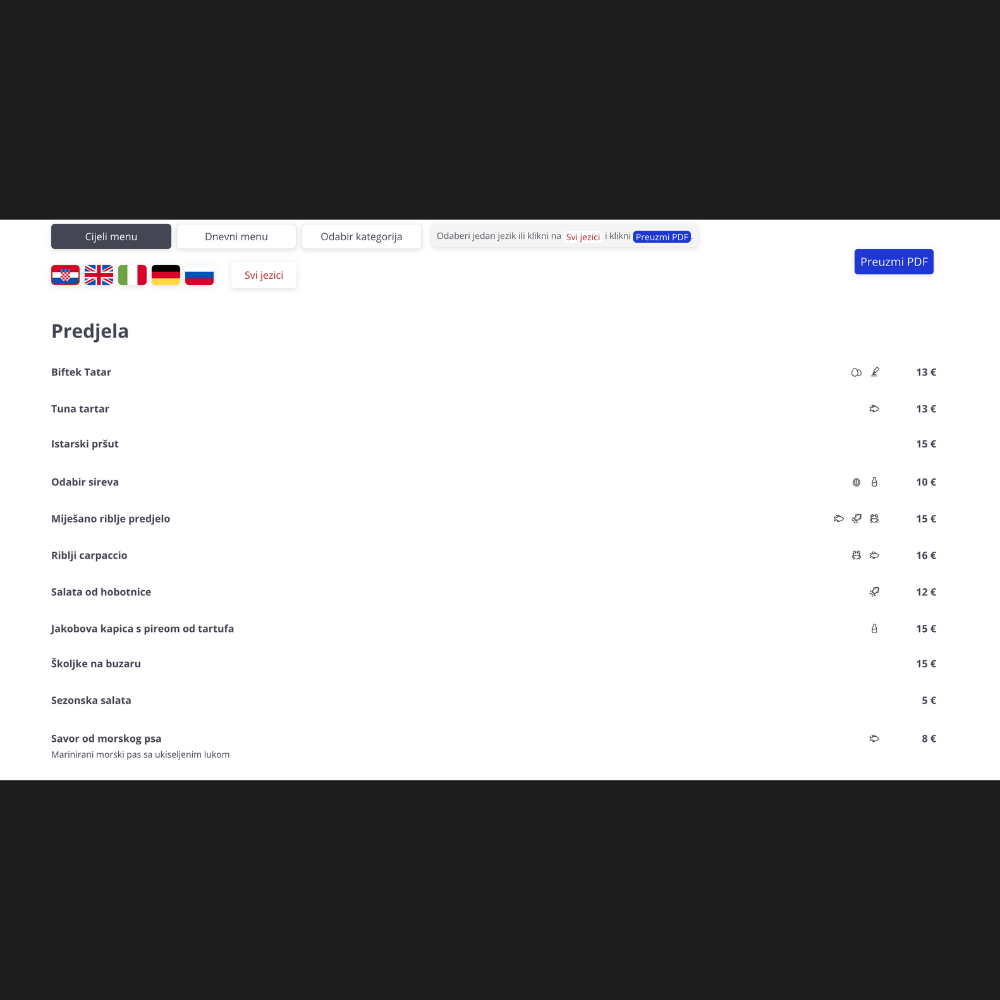 Cijeli menu
Dnevni menu
Odabir kategorija
Odaberi jedan jezik ili klikni na Svi jezici i klikni Preuzmi PDF.
Preuzmi PDF
Svi jezici
Predjela
Biftek Tatar 13 €
Tuna tartar 13 €
Istarski pršut 15 €
Odabir sireva 10 €
Miješano riblje predjelo 15 €
Riblji carpaccio 16 €
Salata od hobotnice 12 €
Jakobova kapica s pireom od tartufa 15 €
Školjke na buzaru 15 €
Sezonska salata 5 €
Savor od morskog psa 8 €
Marinirani morski pas sa ukiseljenim lukom